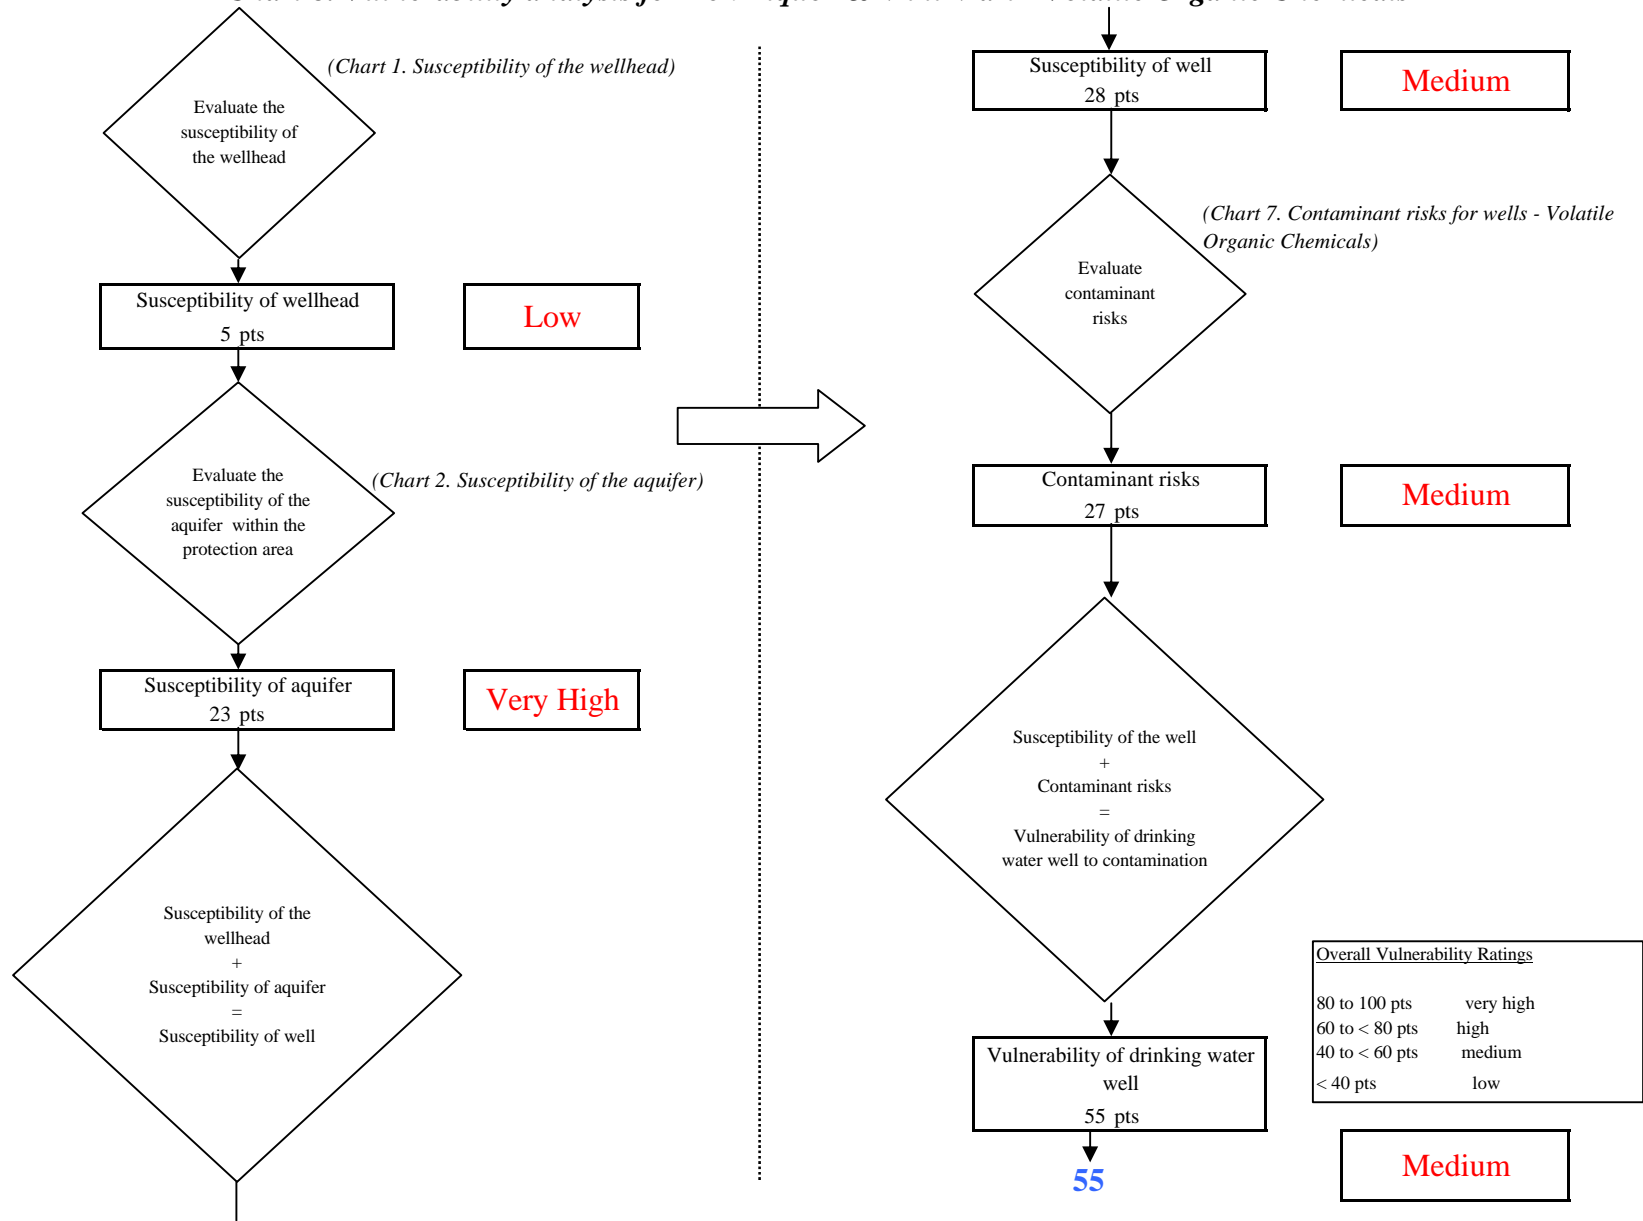 (Chart 1. Susceptibility of the wellhead)
Evaluate the
susceptibility of
the wellhead
Susceptibility of wellhead
5 pts
Low
Evaluate the
susceptibility of the
aquifer within the
protection area
(Chart 2. Susceptibility of the aquifer)
Susceptibility of aquifer
23 pts
Very High
Susceptibility of the
wellhead
+
Susceptibility of aquifer
=
Susceptibility of well
Susceptibility of well
28 pts
Medium
(Chart 7. Contaminant risks for wells - Volatile
Organic Chemicals)
Evaluate
contaminant
risks
Contaminant risks
27 pts
Medium
Susceptibility of the well
+
Contaminant risks
=
Vulnerability of drinking
water well to contamination
Overall Vulnerability Ratings
80 to 100 pts very high
60 to < 80 pts high
40 to < 60 pts medium
< 40 pts low
Vulnerability of drinking water
well
55 pts
55
Medium